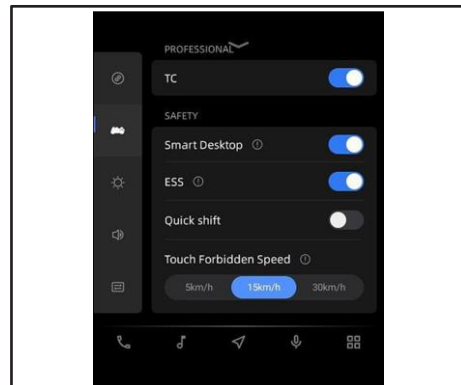 PROFESSIONAL
TC
SAFETY
Smart Desktop
ESS
Quick shift
Touch Forbidden Speed
5km/h 15km/h 30km/h